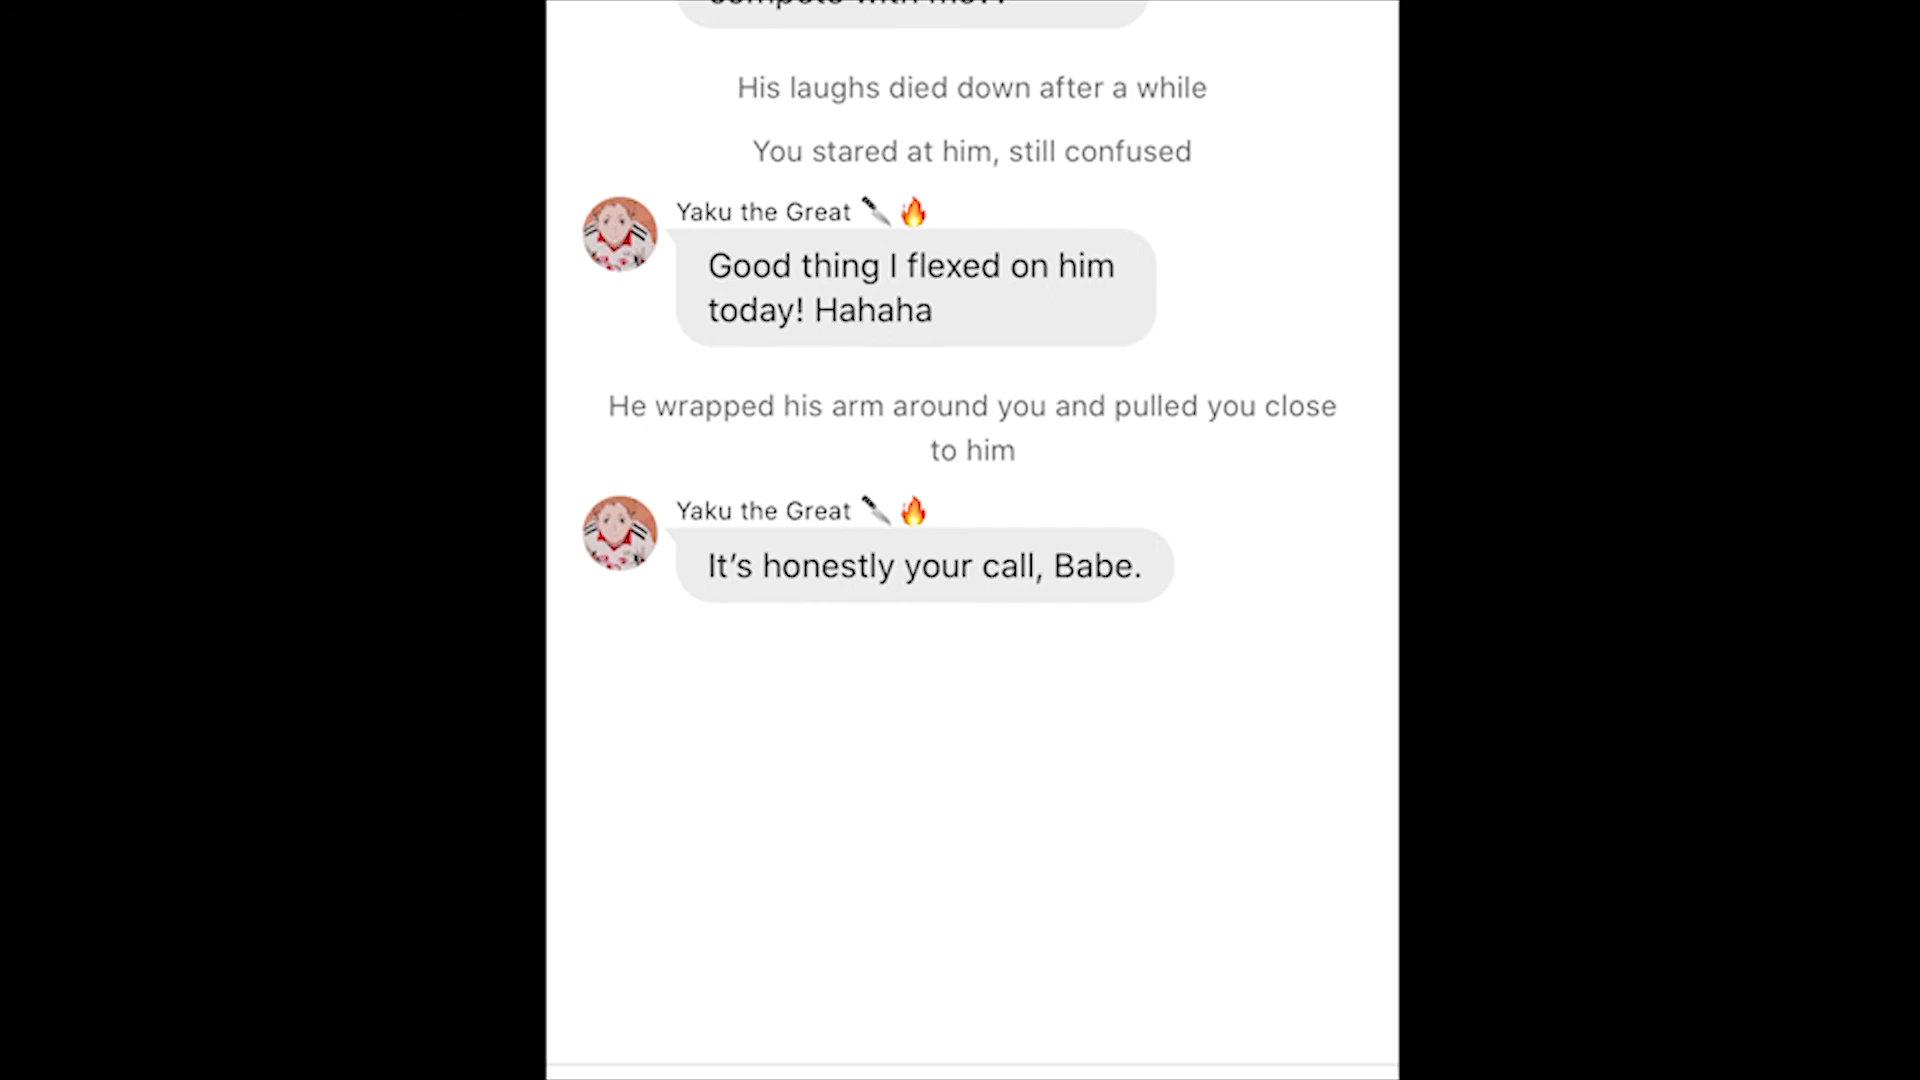 His laughs died down after a while
You stared at him, still confused
Yaku the Great 🔪🔥
Good thing I flexed on him
today! Hahaha
He wrapped his arm around you and pulled you close
to him
Yaku the Great 🔪🔥
It’s honestly your call, Babe.